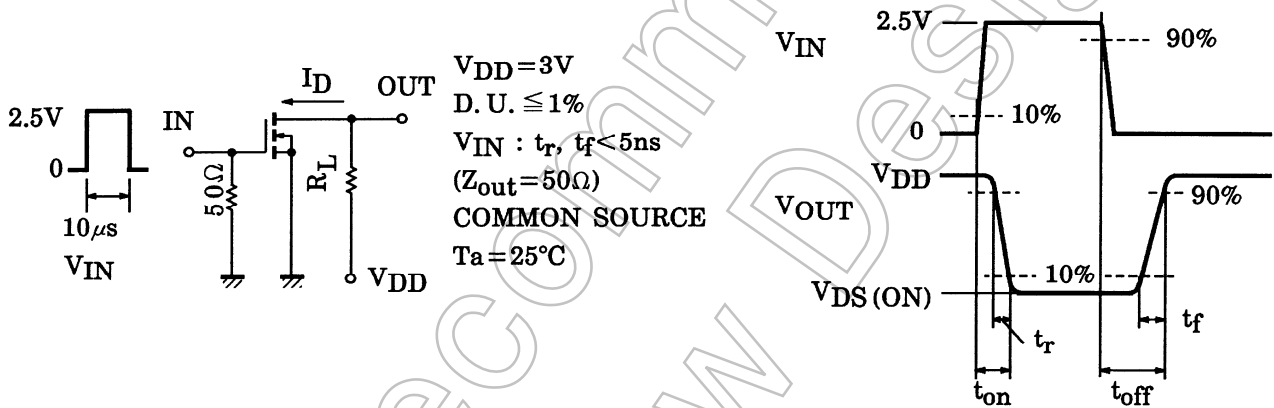 2.5V
0
10μs
VIN
IN
50Ω
ID
OUT
RL
VDD
VDD=3V
D. U.≦1%
VIN : tr, tf<5ns
(Zout=50Ω)
COMMON SOURCE
Ta=25°C
VIN
2.5V
90%
10%
0
VDD
VOUT
90%
10%
VDS (ON)
tr
tf
ton
toff